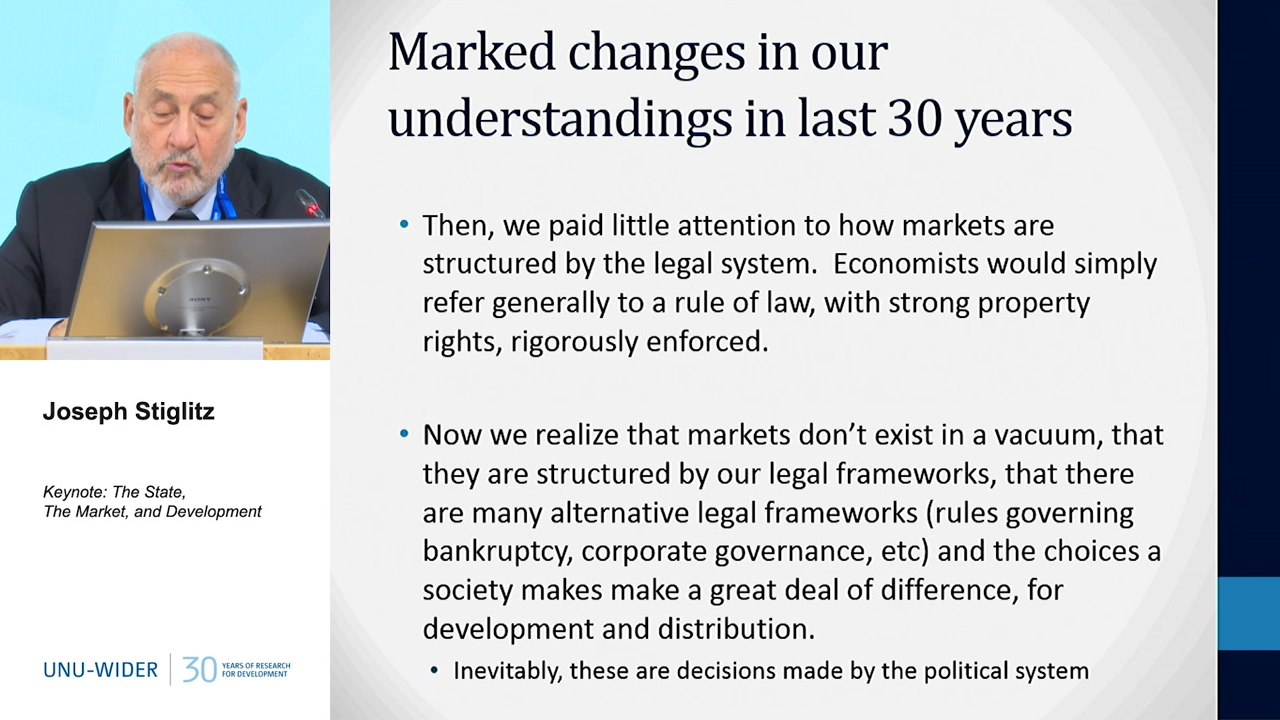 Marked changes in our
understandings in last 30 years
• Then, we paid little attention to how markets are
structured by the legal system.  Economists would simply
refer generally to a rule of law, with strong property
rights, rigorously enforced.
• Now we realize that markets don’t exist in a vacuum, that
they are structured by our legal frameworks, that there
are many alternative legal frameworks (rules governing
bankruptcy, corporate governance, etc) and the choices a
society makes make a great deal of difference, for
development and distribution.
• Inevitably, these are decisions made by the political system
SONY
Joseph Stiglitz
Keynote: The State,
The Market, and Development
UNU-WIDER
30 YEARS OF RESEARCH
FOR DEVELOPMENT